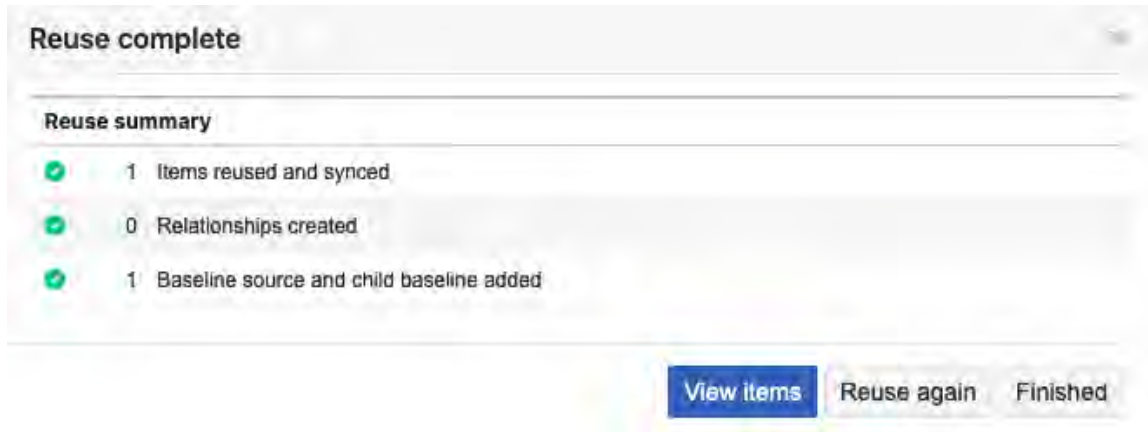 Reuse complete
Reuse summary
1 Items reused and synced
0 Relationships created
1 Baseline source and child baseline added
View items Reuse again Finished